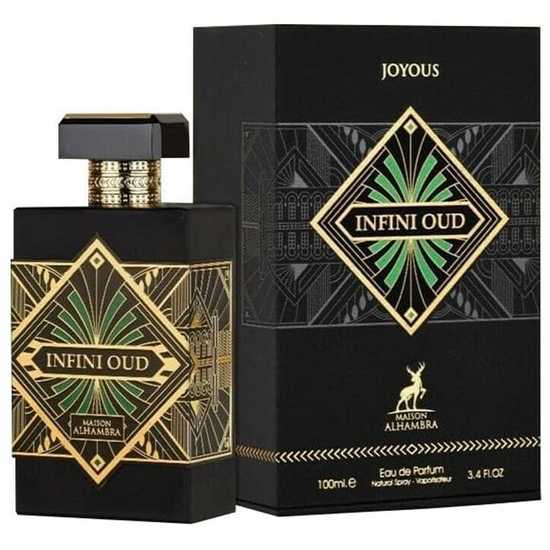 INFINI OUD
MAISON
ALHAMBRA
JOYOUS
INFINI OUD
MAISON
ALHAMBRA
Eau de Parfum
100ml.e Natural Spray - Vaporisateur 3.4 Fl.OZ